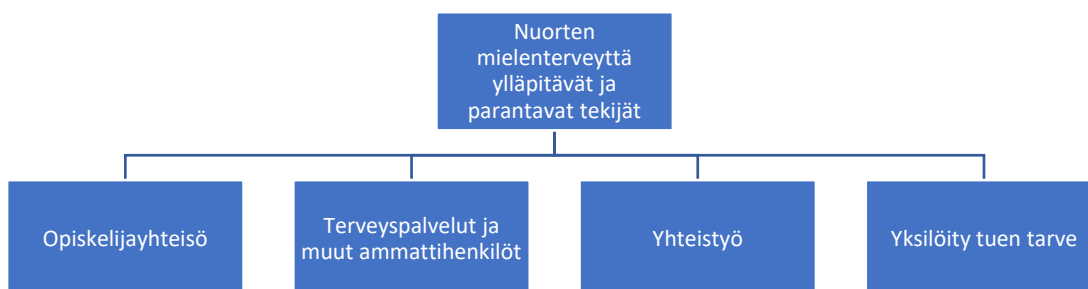 Nuorten
mielenterveyttä
ylläpitävät ja
parantavat tekijät
Opiskelijayhteisö
Terveyspalvelut ja
muut ammattihenkilöt
Yhteistyö
Yksilöity tuen tarve